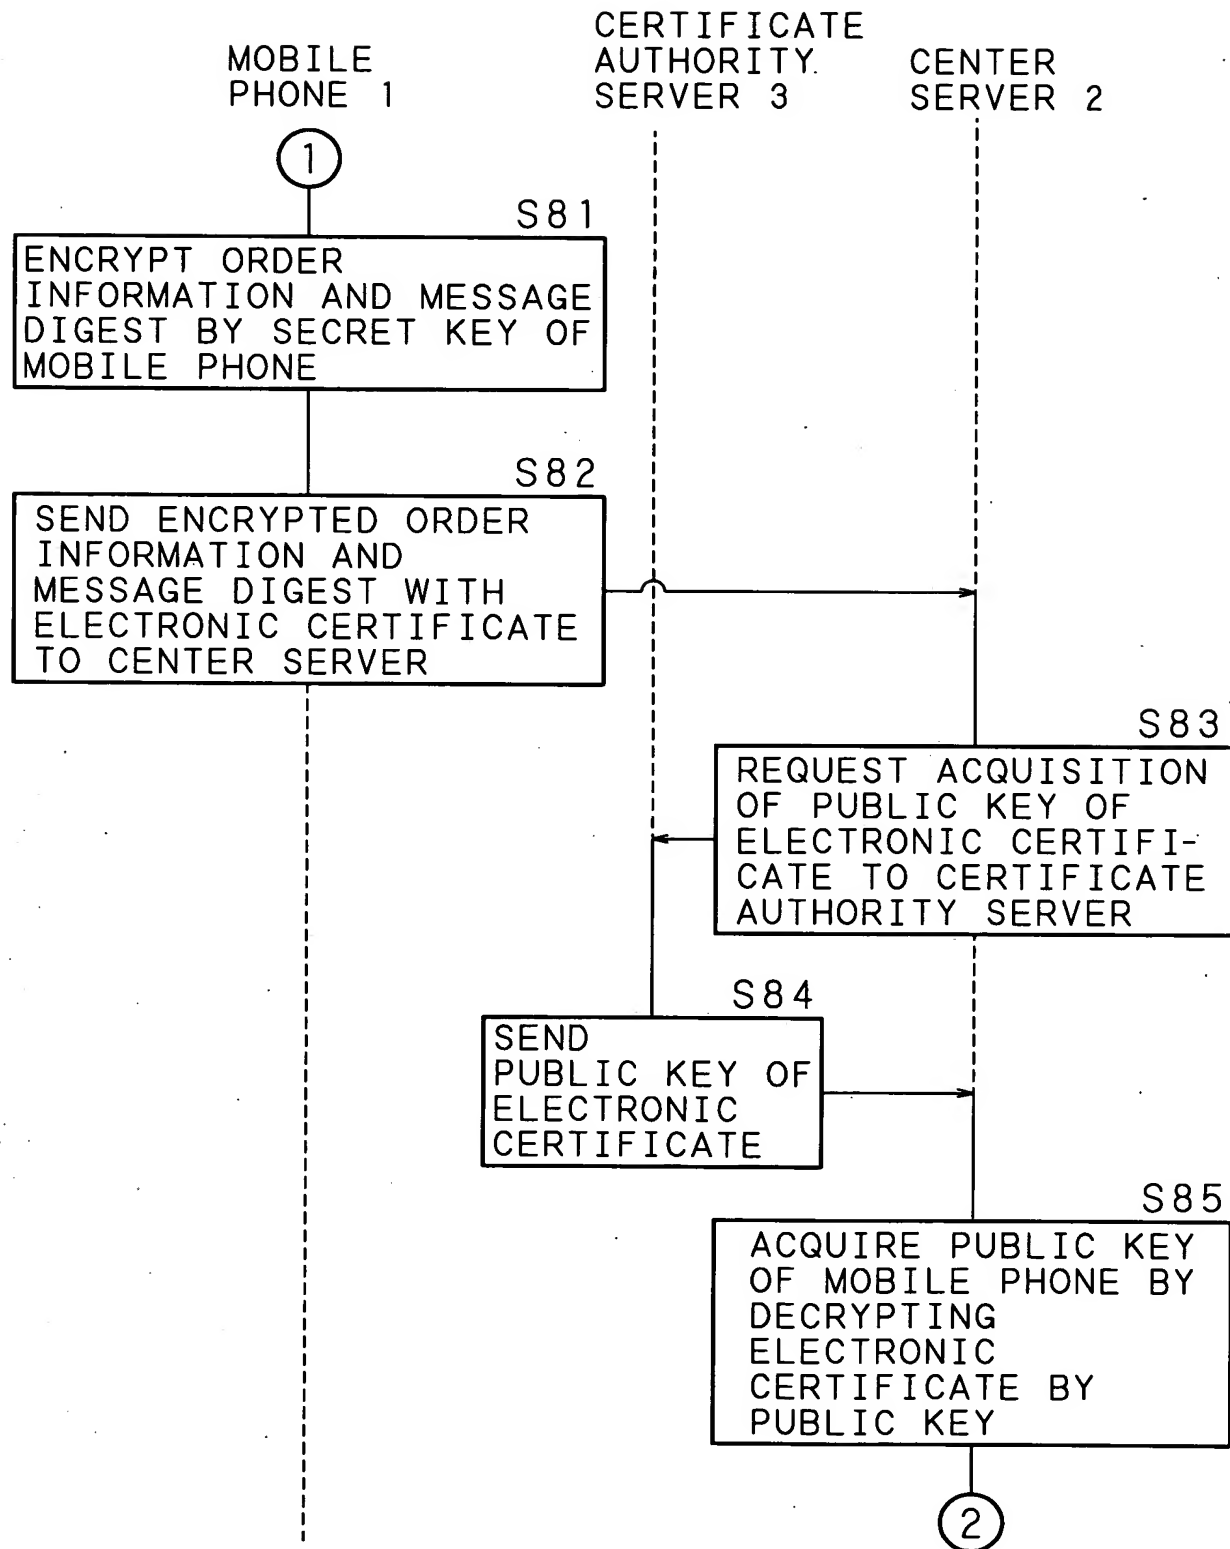 MOBILE
PHONE 1
CERTIFICATE
AUTHORITY.
SERVER 3
CENTER
SERVER 2
1
S81
ENCRYPT ORDER
INFORMATION AND MESSAGE
DIGEST BY SECRET KEY OF
MOBILE PHONE
S82
SEND ENCRYPTED ORDER
INFORMATION AND
MESSAGE DIGEST WITH
ELECTRONIC CERTIFICATE
TO CENTER SERVER
S83
REQUEST ACQUISITION
OF PUBLIC KEY OF
ELECTRONIC CERTIFI-
CATE TO CERTIFICATE
AUTHORITY SERVER
S84
SEND
PUBLIC KEY OF
ELECTRONIC
CERTIFICATE
S85
ACQUIRE PUBLIC KEY
OF MOBILE PHONE BY
DECRYPTING
ELECTRONIC
CERTIFICATE BY
PUBLIC KEY
2